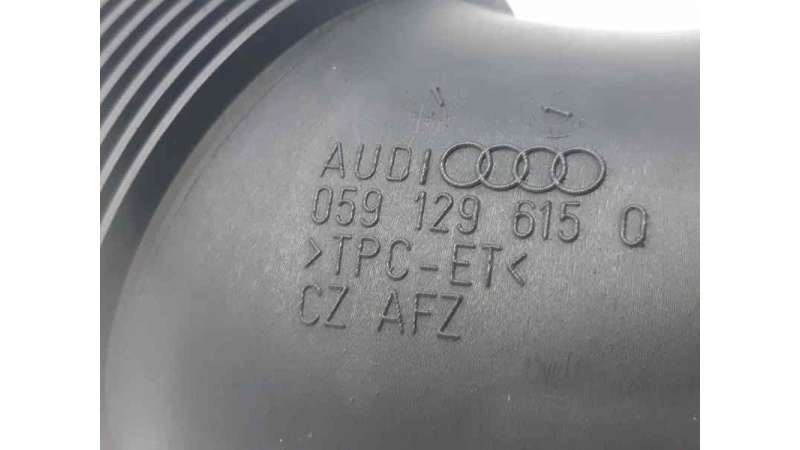 AUDI
059 129 615 Q
>TPC-ET<
CZ AFZ